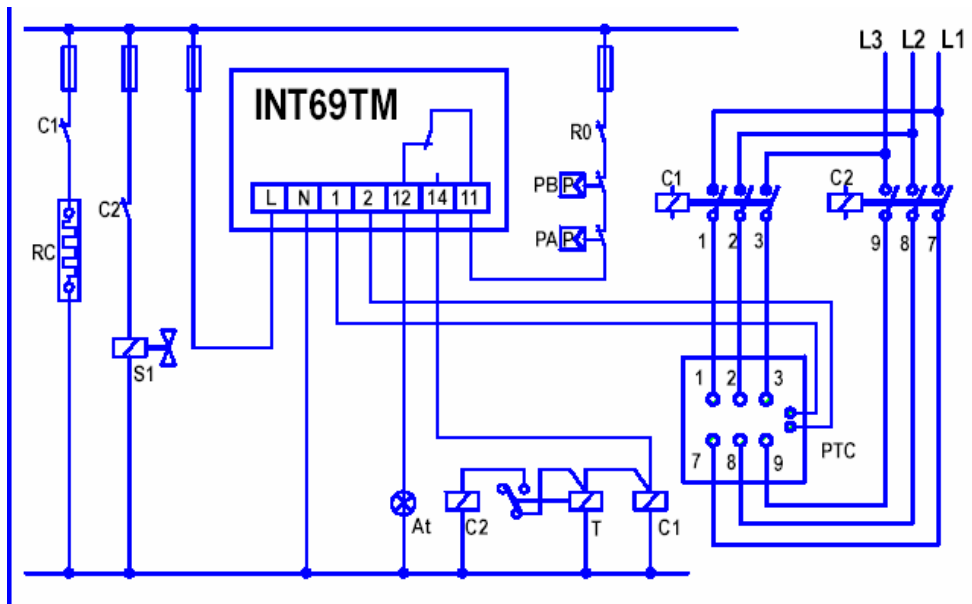 L3 L2 L1
INT69TM
C1
R0
C1 C2
PB P
L N 1 2 12 14 11
C2
PA P
1 2 3 9 8 7
RC
S1
1 2 3
PTC
7 8 9
At C2 T C1